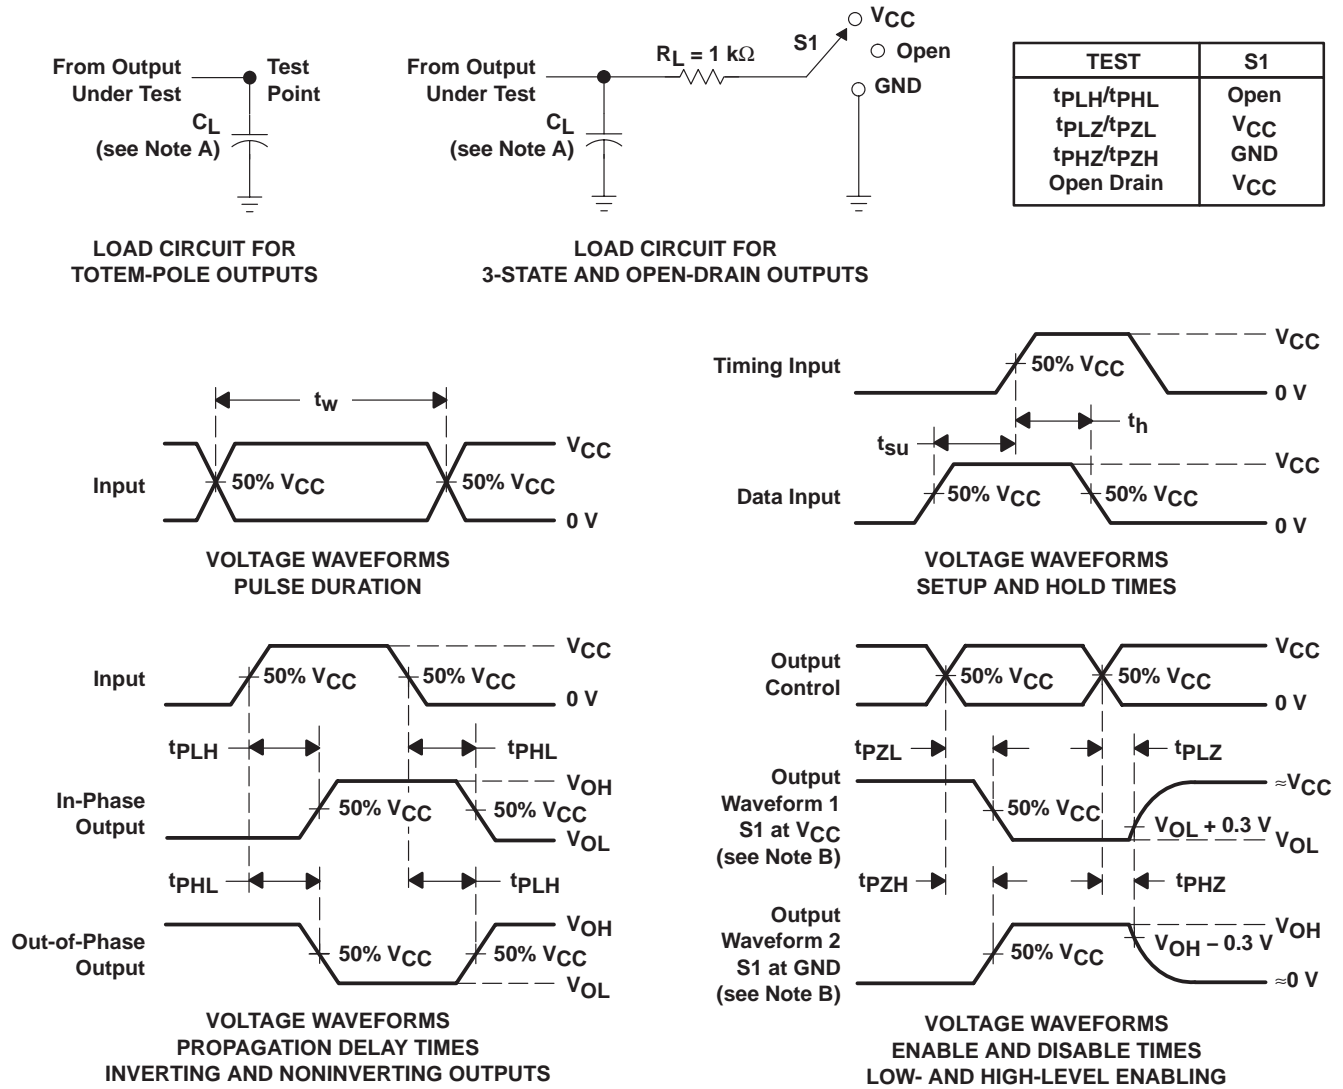 From Output
Under Test
Test
Point
CL
(see Note A)
LOAD CIRCUIT FOR
TOTEM-POLE OUTPUTS
From Output
Under Test
RL = 1 kΩ
S1
VCC
Open
GND
CL
(see Note A)
LOAD CIRCUIT FOR
3-STATE AND OPEN-DRAIN OUTPUTS
TEST S1
tPLH/tPHL Open
tPLZ/tPZL VCC
tPHZ/tPZH GND
Open Drain VCC
tw
Input
50% VCC
50% VCC
VCC
0 V
VOLTAGE WAVEFORMS
PULSE DURATION
Timing Input
50% VCC
VCC
0 V
tsu
th
Data Input
50% VCC
50% VCC
VCC
0 V
VOLTAGE WAVEFORMS
SETUP AND HOLD TIMES
Input
50% VCC
50% VCC
VCC
0 V
tPLH
tPHL
In-Phase
Output
50% VCC
50% VCC
VOH
VOL
tPHL
tPLH
Out-of-Phase
Output
50% VCC
50% VCC
VOH
VOL
VOLTAGE WAVEFORMS
PROPAGATION DELAY TIMES
INVERTING AND NONINVERTING OUTPUTS
Output
Control
50% VCC
50% VCC
VCC
0 V
tPZL
tPLZ
Output
Waveform 1
S1 at VCC
(see Note B)
50% VCC
≈VCC
VOL + 0.3 V
VOL
tPZH
tPHZ
Output
Waveform 2
S1 at GND
(see Note B)
50% VCC
VOH
VOH − 0.3 V
≈0 V
VOLTAGE WAVEFORMS
ENABLE AND DISABLE TIMES
LOW- AND HIGH-LEVEL ENABLING